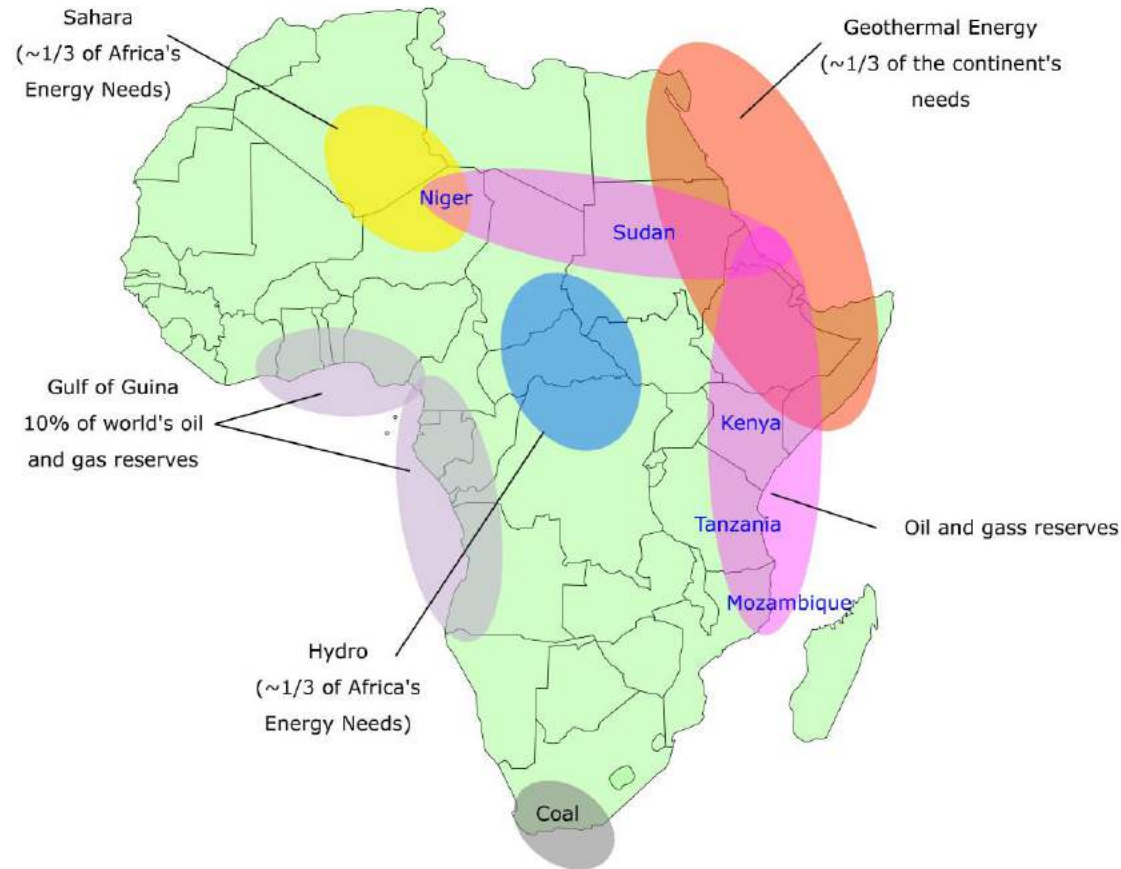 Sahara
(~1/3 of Africa's
Energy Needs)
Geothermal Energy
(~1/3 of the continent's
needs
Niger
Sudan
Gulf of Guina
10% of world's oil
and gas reserves
Kenya
Tanzania
Oil and gass reserves
Mozambique
Hydro
(~1/3 of Africa's
Energy Needs)
Coal